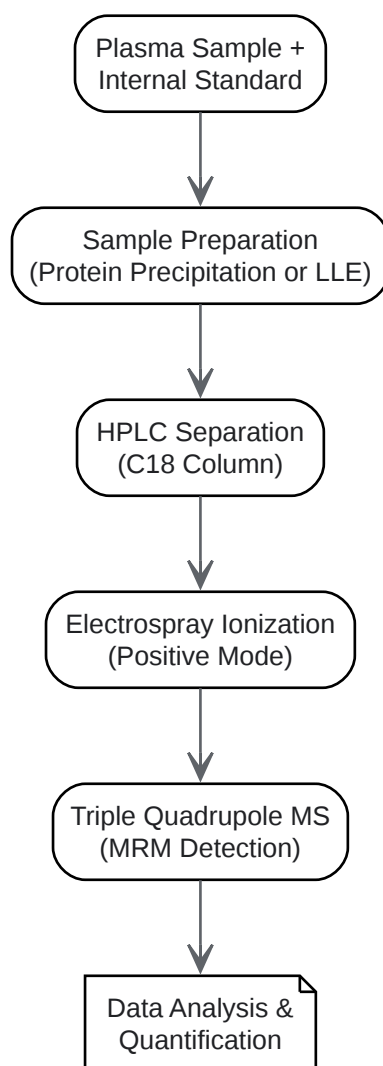 Plasma Sample +
Internal Standard
Sample Preparation
(Protein Precipitation or LLE)
HPLC Separation
(C18 Column)
Electrospray Ionization
(Positive Mode)
Triple Quadrupole MS
(MRM Detection)
Data Analysis &
Quantification